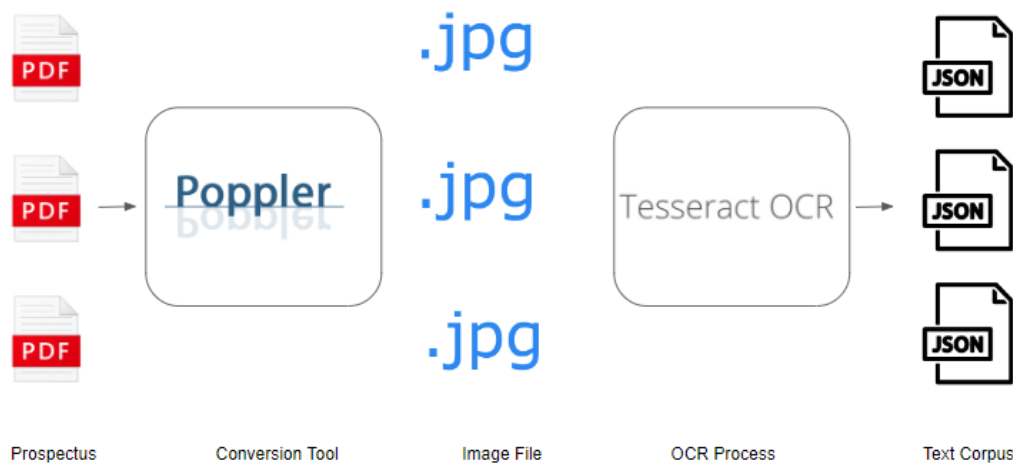 PDF
PDF
PDF
Poppler
.jpg
.jpg
.jpg
Tesseract OCR
JSON
JSON
JSON
Prospectus
Conversion Tool
Image File
OCR Process
Text Corpus